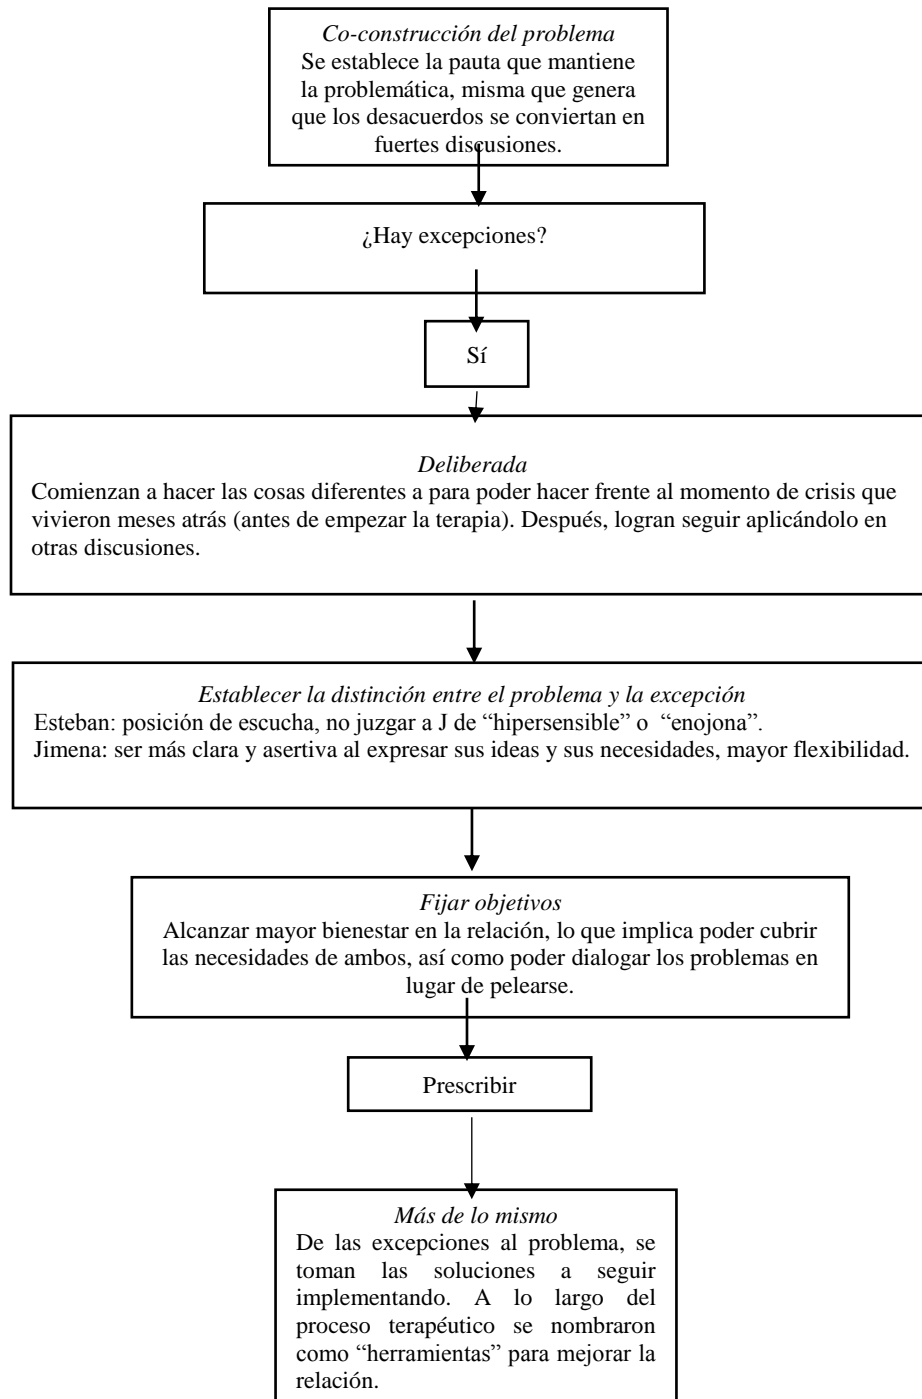 Co-construcción del problema
Se establece la pauta que mantiene
la problemática, misma que genera
que los desacuerdos se conviertan en
fuertes discusiones.
¿Hay excepciones?
Sí
Deliberada
Comienzan a hacer las cosas diferentes a para poder hacer frente al momento de crisis que
vivieron meses atrás (antes de empezar la terapia). Después, logran seguir aplicándolo en
otras discusiones.
Establecer la distinción entre el problema y la excepción
Esteban: posición de escucha, no juzgar a J de “hipersensible” o “enojona”.
Jimena: ser más clara y asertiva al expresar sus ideas y sus necesidades, mayor flexibilidad.
Fijar objetivos
Alcanzar mayor bienestar en la relación, lo que implica poder cubrir
las necesidades de ambos, así como poder dialogar los problemas en
lugar de pelearse.
Prescribir
Más de lo mismo
De las excepciones al problema, se
toman las soluciones a seguir
implementando. A lo largo del
proceso terapéutico se nombraron
como “herramientas” para mejorar la
relación.